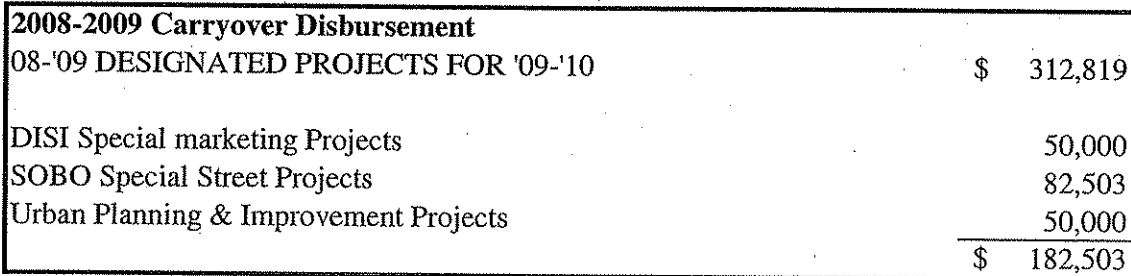 2008-2009 Carryover Disbursement
08-'09 DESIGNATED PROJECTS FOR '09-'10 $ 312,819
DISI Special marketing Projects 50,000
SOBO Special Street Projects 82,503
Urban Planning & Improvement Projects 50,000
$ 182,503